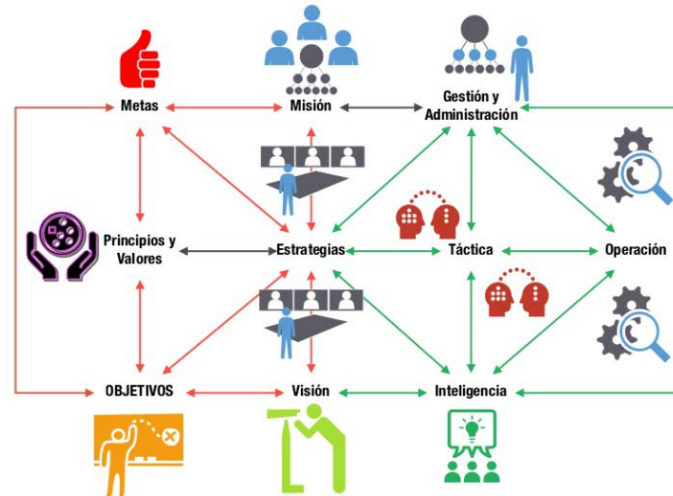 Metas
Misión
Gestión y
Administración
Principios y
Valores
Estrategias
Táctica
Operación
OBJETIVOS
Visión
Inteligencia